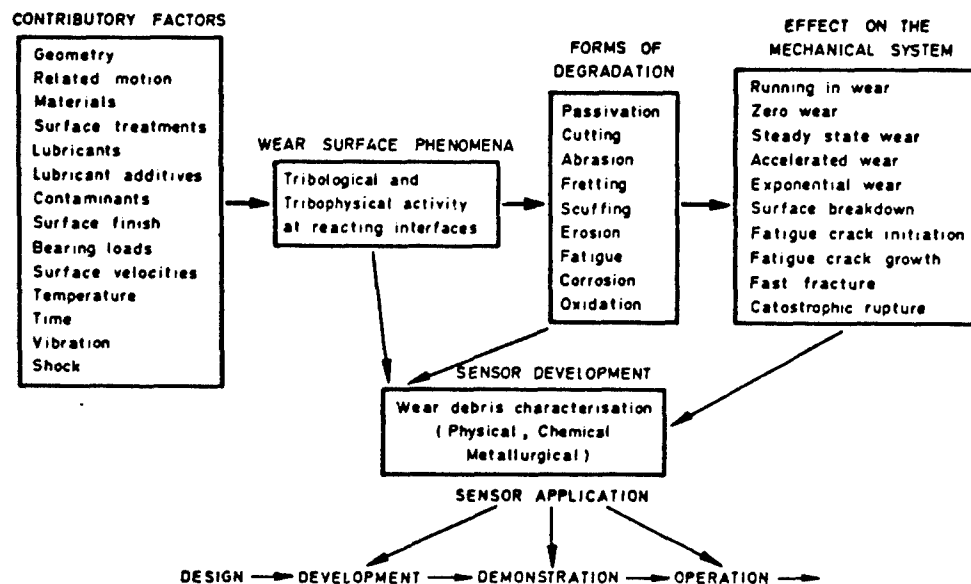 CONTRIBUTORY FACTORS
Geometry
Related motion
Materials
Surface treatments
Lubricants
Lubricant additives
Contaminants
Surface finish
Bearing loads
Surface velocities
Temperature
Time
Vibration
Shock
WEAR SURFACE PHENOMENA
Tribological and
Tribophysical activity
at reacting interfaces
FORMS OF
DEGRADATION
Passivation
Cutting
Abrasion
Fretting
Scuffing
Erosion
Fatigue
Corrosion
Oxidation
EFFECT ON THE
MECHANICAL SYSTEM
Running in wear
Zero wear
Steady state wear
Accelerated wear
Exponential wear
Surface breakdown
Fatigue crack initiation
Fatigue crack growth
Fast fracture
Catostrophic rupture
SENSOR DEVELOPMENT
Wear debris characterisation
( Physical , Chemical
Metallurgical )
SENSOR APPLICATION
DESIGN → DEVELOPMENT → DEMONSTRATION → OPERATION →